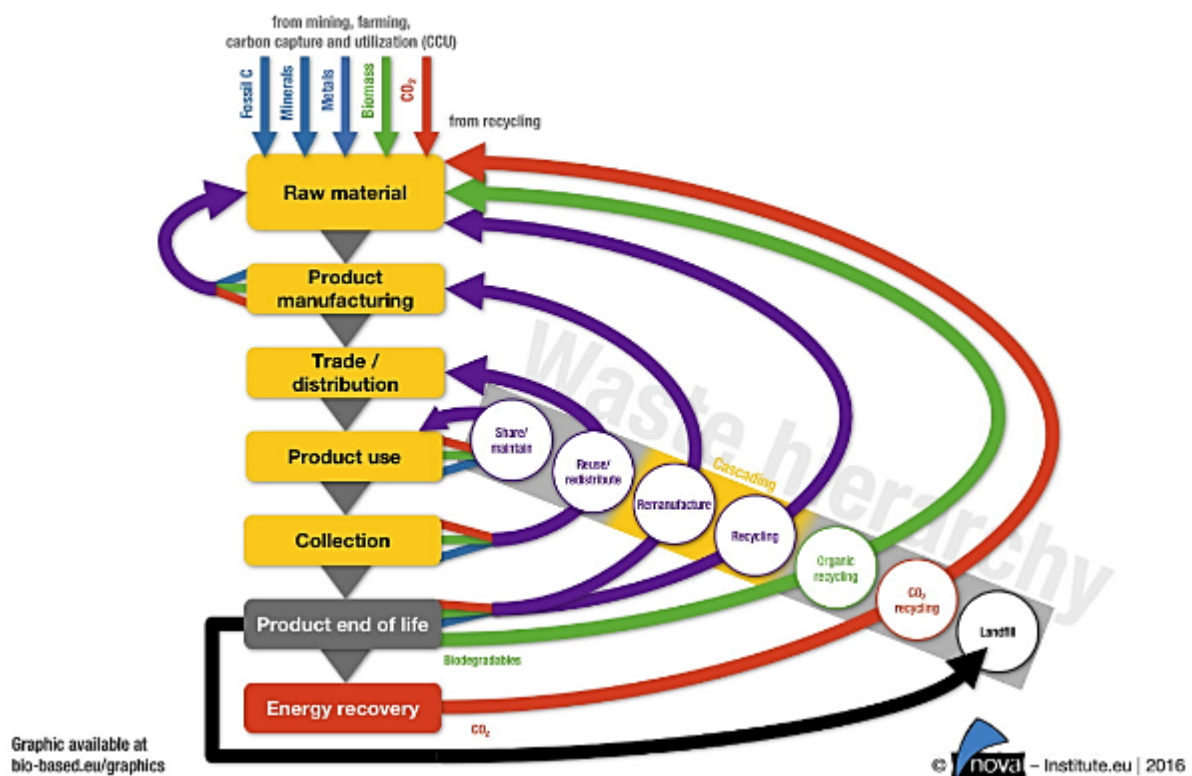 from mining, farming,
carbon capture and utilization (CCU)
Fossil C
Minerals
Metals
Biomass
CO₂
from recycling
Raw material
Product
manufacturing
Trade /
distribution
Product use
Collection
Product end of life
Energy recovery
Waste hierarchy
Cascading
Share/
maintain
Reuse/
redistribute
Remanufacture
Recycling
Organic
recycling
CO₂
recycling
Landfill
Biodegradables
CO₂
Graphic available at
bio-based.eu/graphics
© nova – Institute.eu | 2016